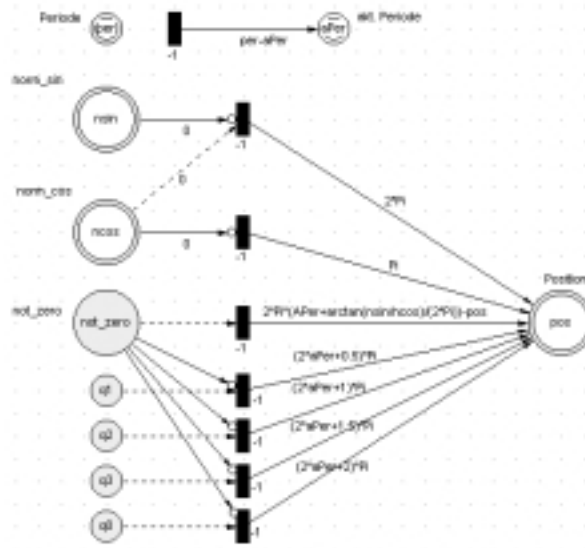 Periode
per
per-aPer
aPer
akt. Periode
-1
norm_sin
nsin
0
-1
0
2*Pi
norm_cos
ncos
0
-1
Pi
Position
pos
not_zero
not_zero
2*Pi*(APer+arctan(nsin/ncos)/(2*Pi))-pos
-1
(2*aPer+0.5)*Pi
q1
-1
(2*aPer+1)*Pi
q2
-1
(2*aPer+1.5)*Pi
q3
-1
(2*aPer+2)*Pi
-1